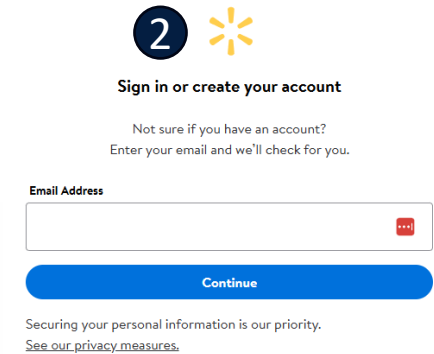 2
Sign in or create your account
Not sure if you have an account?
Enter your email and we'll check for you.
Email Address
Continue
Securing your personal information is our priority.
See our privacy measures.